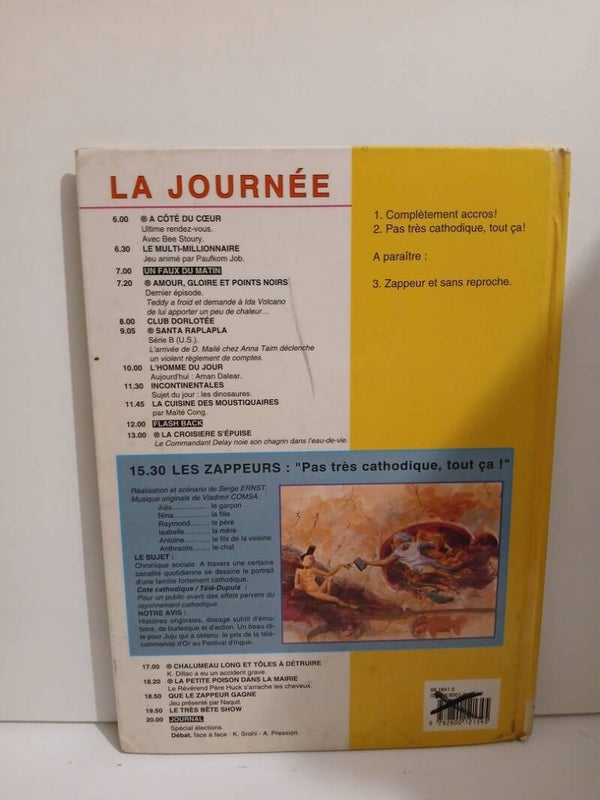 LA JOURNÉE
6.00 ® A CÔTÉ DU CŒUR
Ultime rendez-vous.
Avec Bee Stoury.
6.30 LE MULTI-MILLIONNAIRE
Jeu animé par Paufkom Job.
7.00 UN FAUX DU MATIN
7.20 ® AMOUR, GLOIRE ET POINTS NOIRS
Dernier épisode.
Teddy a froid et demande à Ida Volcano
de lui apporter un peu de chaleur...
8.00 CLUB DORLOTÉE
9.05 ® SANTA RAPLAPLA
Série B (U.S.).
L'arrivée de D. Mailé chez Anna Taim déclenche
un violent règlement de comptes.
10.00 L'HOMME DU JOUR
Aujourd'hui : Aman Dalear.
11.30 INCONTINENTALES
Sujet du jour : les dinosaures.
11.45 LA CUISINE DES MOUSTIQUAIRES
par Maïté Cong.
12.00 FLASH BACK
13.00 ® LA CROISIERE S'ÉPUISE
Le Commandant Delay noie son chagrin dans l'eau-de-vie.
1. Complètement accros!
2. Pas très cathodique, tout ça!
A paraître :
3. Zappeur et sans reproche.
15.30 LES ZAPPEURS : "Pas très cathodique, tout ça !"
Réalisation et scénario de Serge ERNST.
Musique originale de Vladimir COMSA.
Juju.......... le garçon
Nina.......... la fille
Raymond........ le père
Isabelle........ la mère
Antoine........ le fils de la voisine
Anthracite........ le chat
LE SUJET :
Chronique sociale. A travers une certaine
banalité quotidienne se dessine le portrait
d'une famille fortement cathodique.
Cote cathodique / Télé-Dupuis :
Pour un public averti des effets pervers du
rayonnement cathodique.
NOTRE AVIS :
Histoires originales, dosage subtil d'émo-
tions, de burlesque et d'action. Un beau rô-
le pour Juju qui a obtenu le prix de la télé-
commande d'Or au Festival d'Ingue.
17.00 ® CHALUMEAU LONG ET TÔLES À DÉTRUIRE
K. Dillac a eu un accident grave
18.20 ® LA PETITE POISON DANS LA MAIRIE
Le Révérend Père Huck s'arrache les cheveux.
18.50 QUE LE ZAPPEUR GAGNE
Jeu présenté par Naquit.
19.50 LE TRÈS BÊTE SHOW
20.00 JOURNAL
Spécial élections.
Débat, face à face : K. Srohl - A. Pression
9 782800 121345